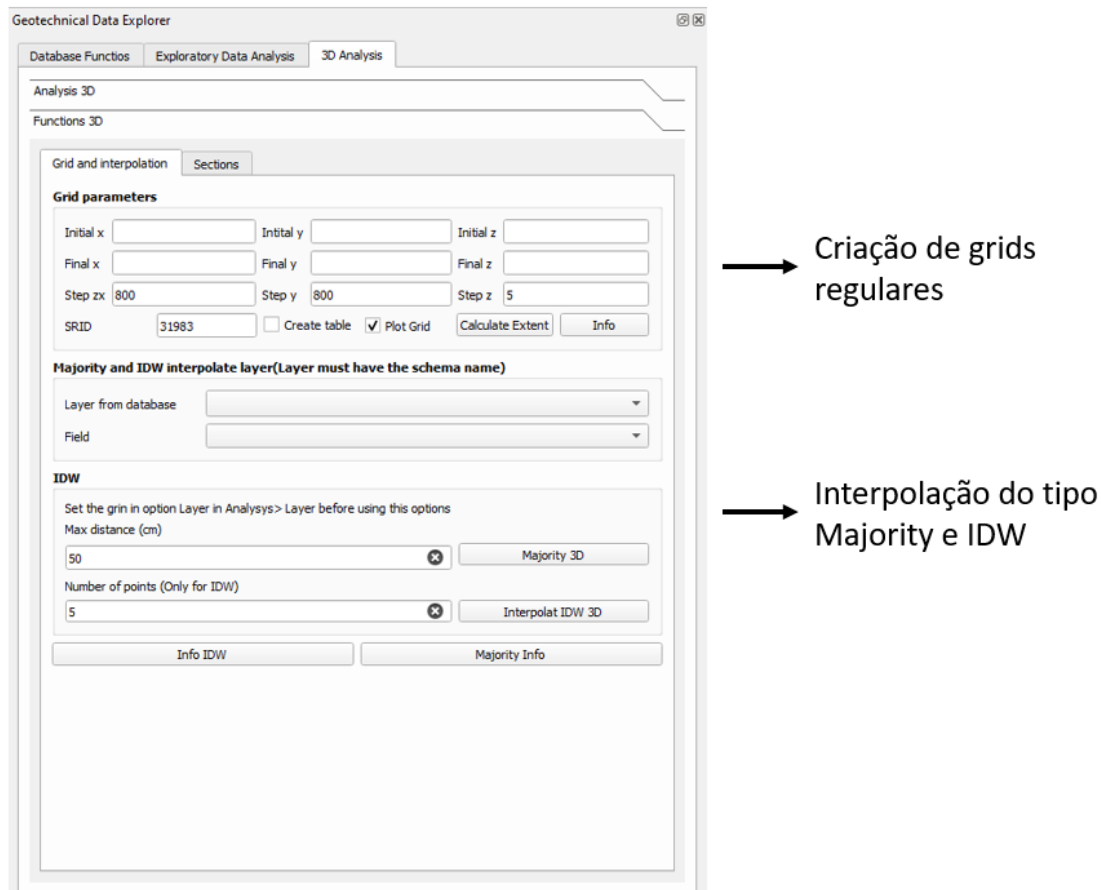 Geotechnical Data Explorer
Database Functios Exploratory Data Analysis 3D Analysis
Analysis 3D
Functions 3D
Grid and interpolation Sections
Grid parameters
Initial x Intital y Initial z
Final x Final y Final z
Step zx 800 Step y 800 Step z 5
SRID 31983 Create table Plot Grid Calculate Extent Info
Criação de grids
regulares
Majority and IDW interpolate layer(Layer must have the schema name)
Layer from database
Field
IDW
Set the grin in option Layer in Analysys> Layer before using this options
Max distance (cm)
50 Majority 3D
Number of points (Only for IDW)
5 Interpolat IDW 3D
Info IDW Majority Info
Interpolação do tipo
Majority e IDW